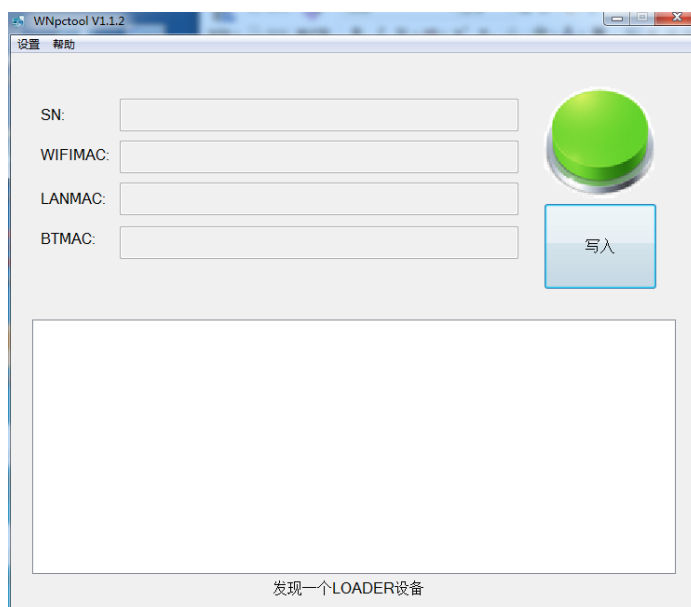 WNpctool V1.1.2
设置 帮助
SN:
WIFIMAC:
LANMAC:
BTMAC:
写入
发现一个LOADER设备